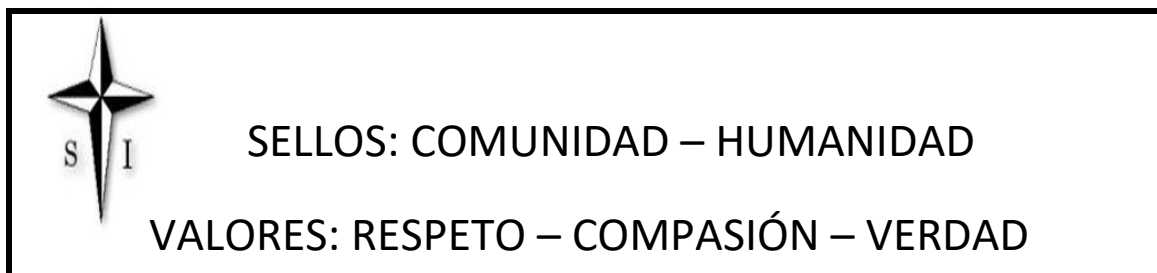 S I
SELLOS: COMUNIDAD – HUMANIDAD
VALORES: RESPETO – COMPASIÓN – VERDAD